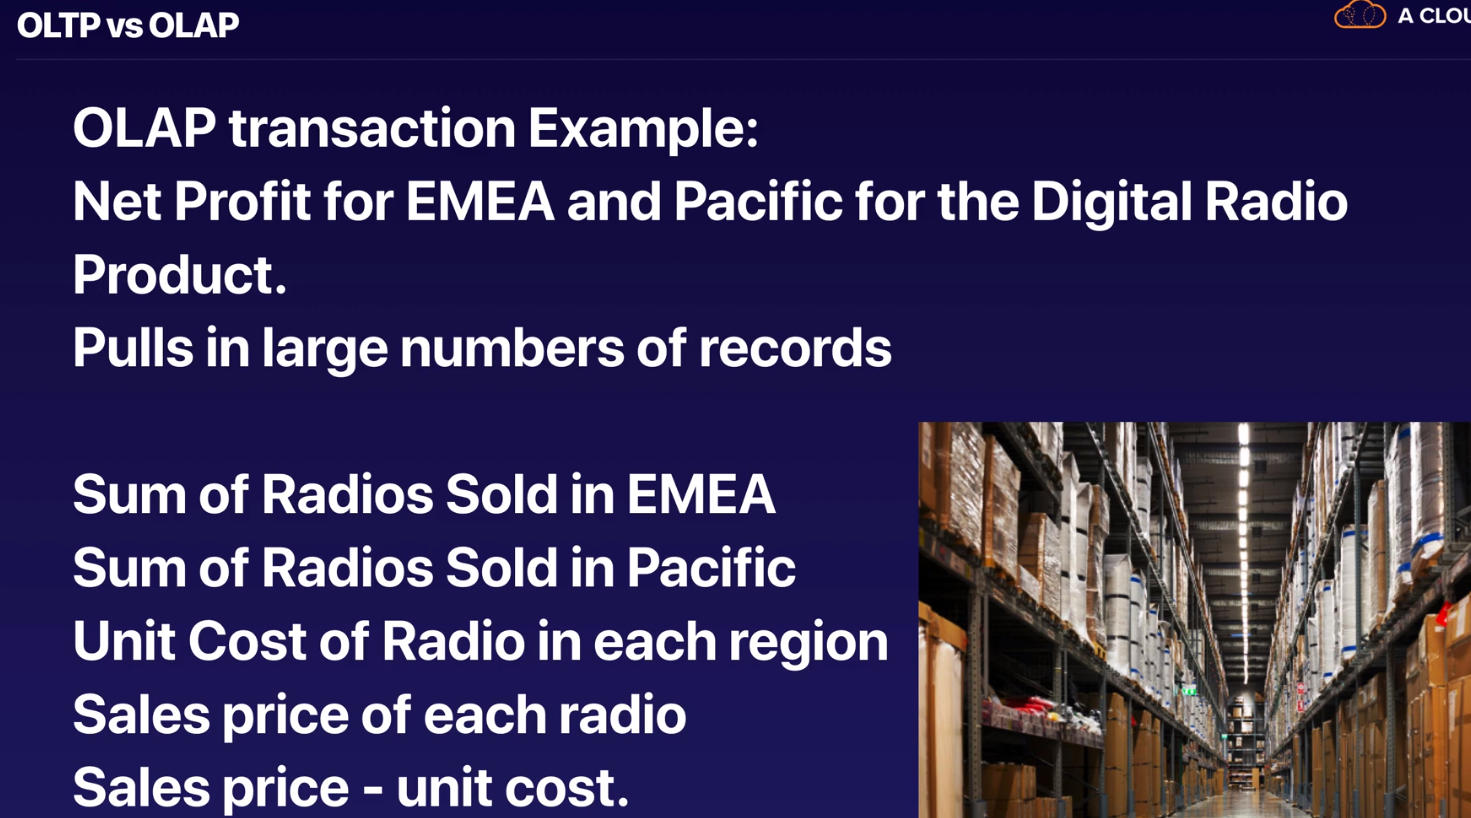 OLTP vs OLAP
A CLOU
OLAP transaction Example:
Net Profit for EMEA and Pacific for the Digital Radio
Product.
Pulls in large numbers of records
Sum of Radios Sold in EMEA
Sum of Radios Sold in Pacific
Unit Cost of Radio in each region
Sales price of each radio
Sales price - unit cost.